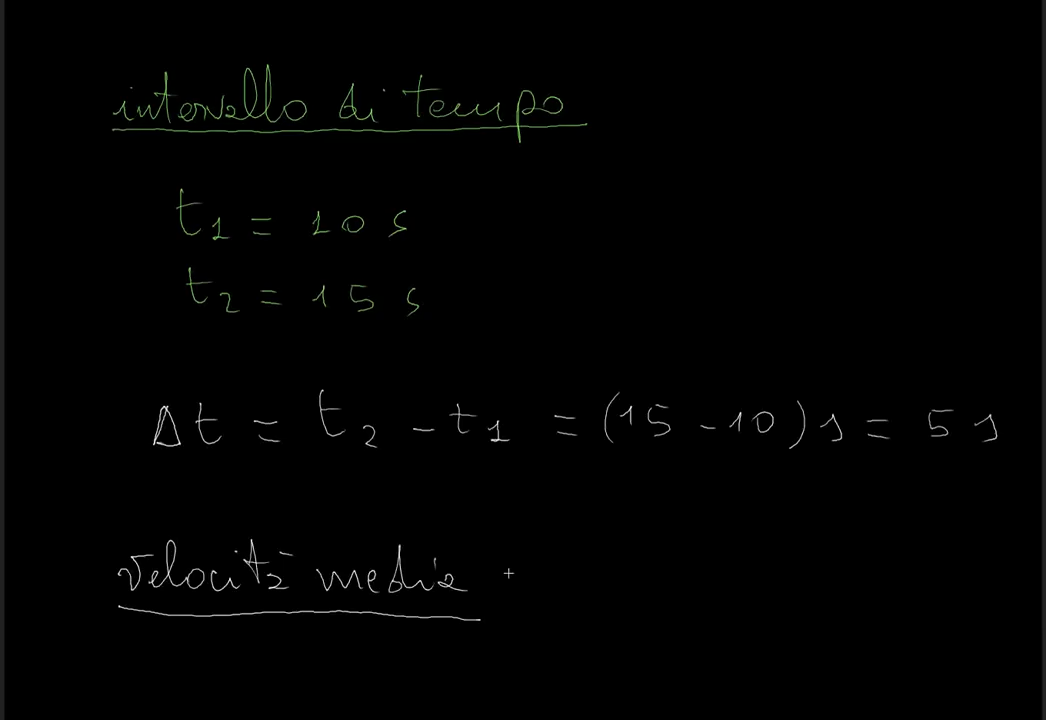 intervallo di tempo
t₁ = 10 s
t₂ = 15 s
Δt = t₂ - t₁ = (15 - 10) s = 5 s
velocità media